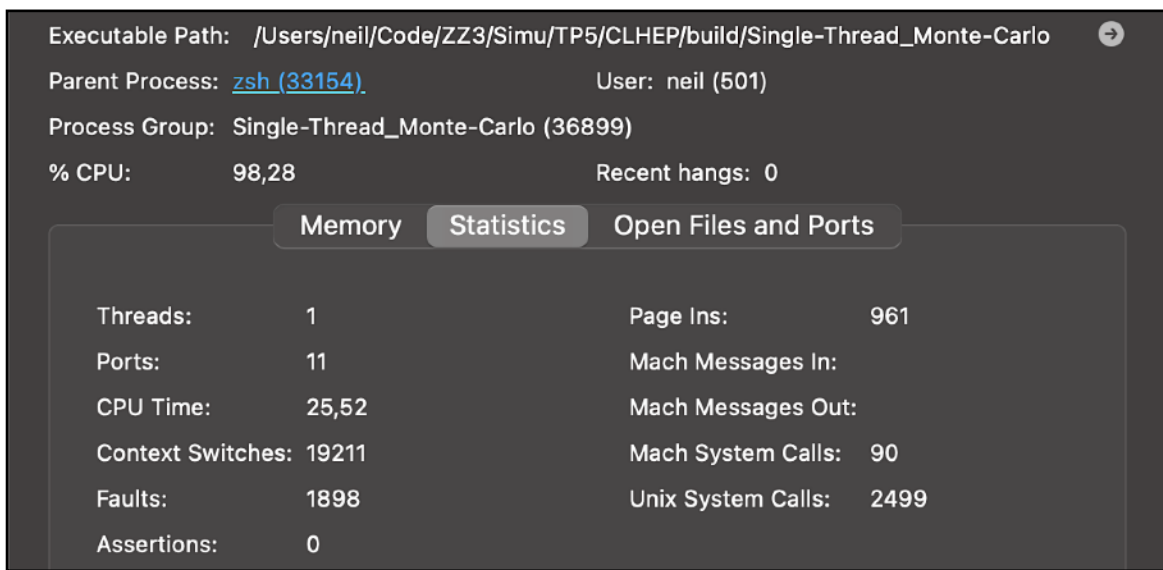 Executable Path: /Users/neil/Code/ZZ3/Simu/TP5/CLHEP/build/Single-Thread_Monte-Carlo
Parent Process: zsh (33154) User: neil (501)
Process Group: Single-Thread_Monte-Carlo (36899)
% CPU: 98,28 Recent hangs: 0
Memory Statistics Open Files and Ports
Threads: 1 Page Ins: 961
Ports: 11 Mach Messages In:
CPU Time: 25,52 Mach Messages Out:
Context Switches: 19211 Mach System Calls: 90
Faults: 1898 Unix System Calls: 2499
Assertions: 0